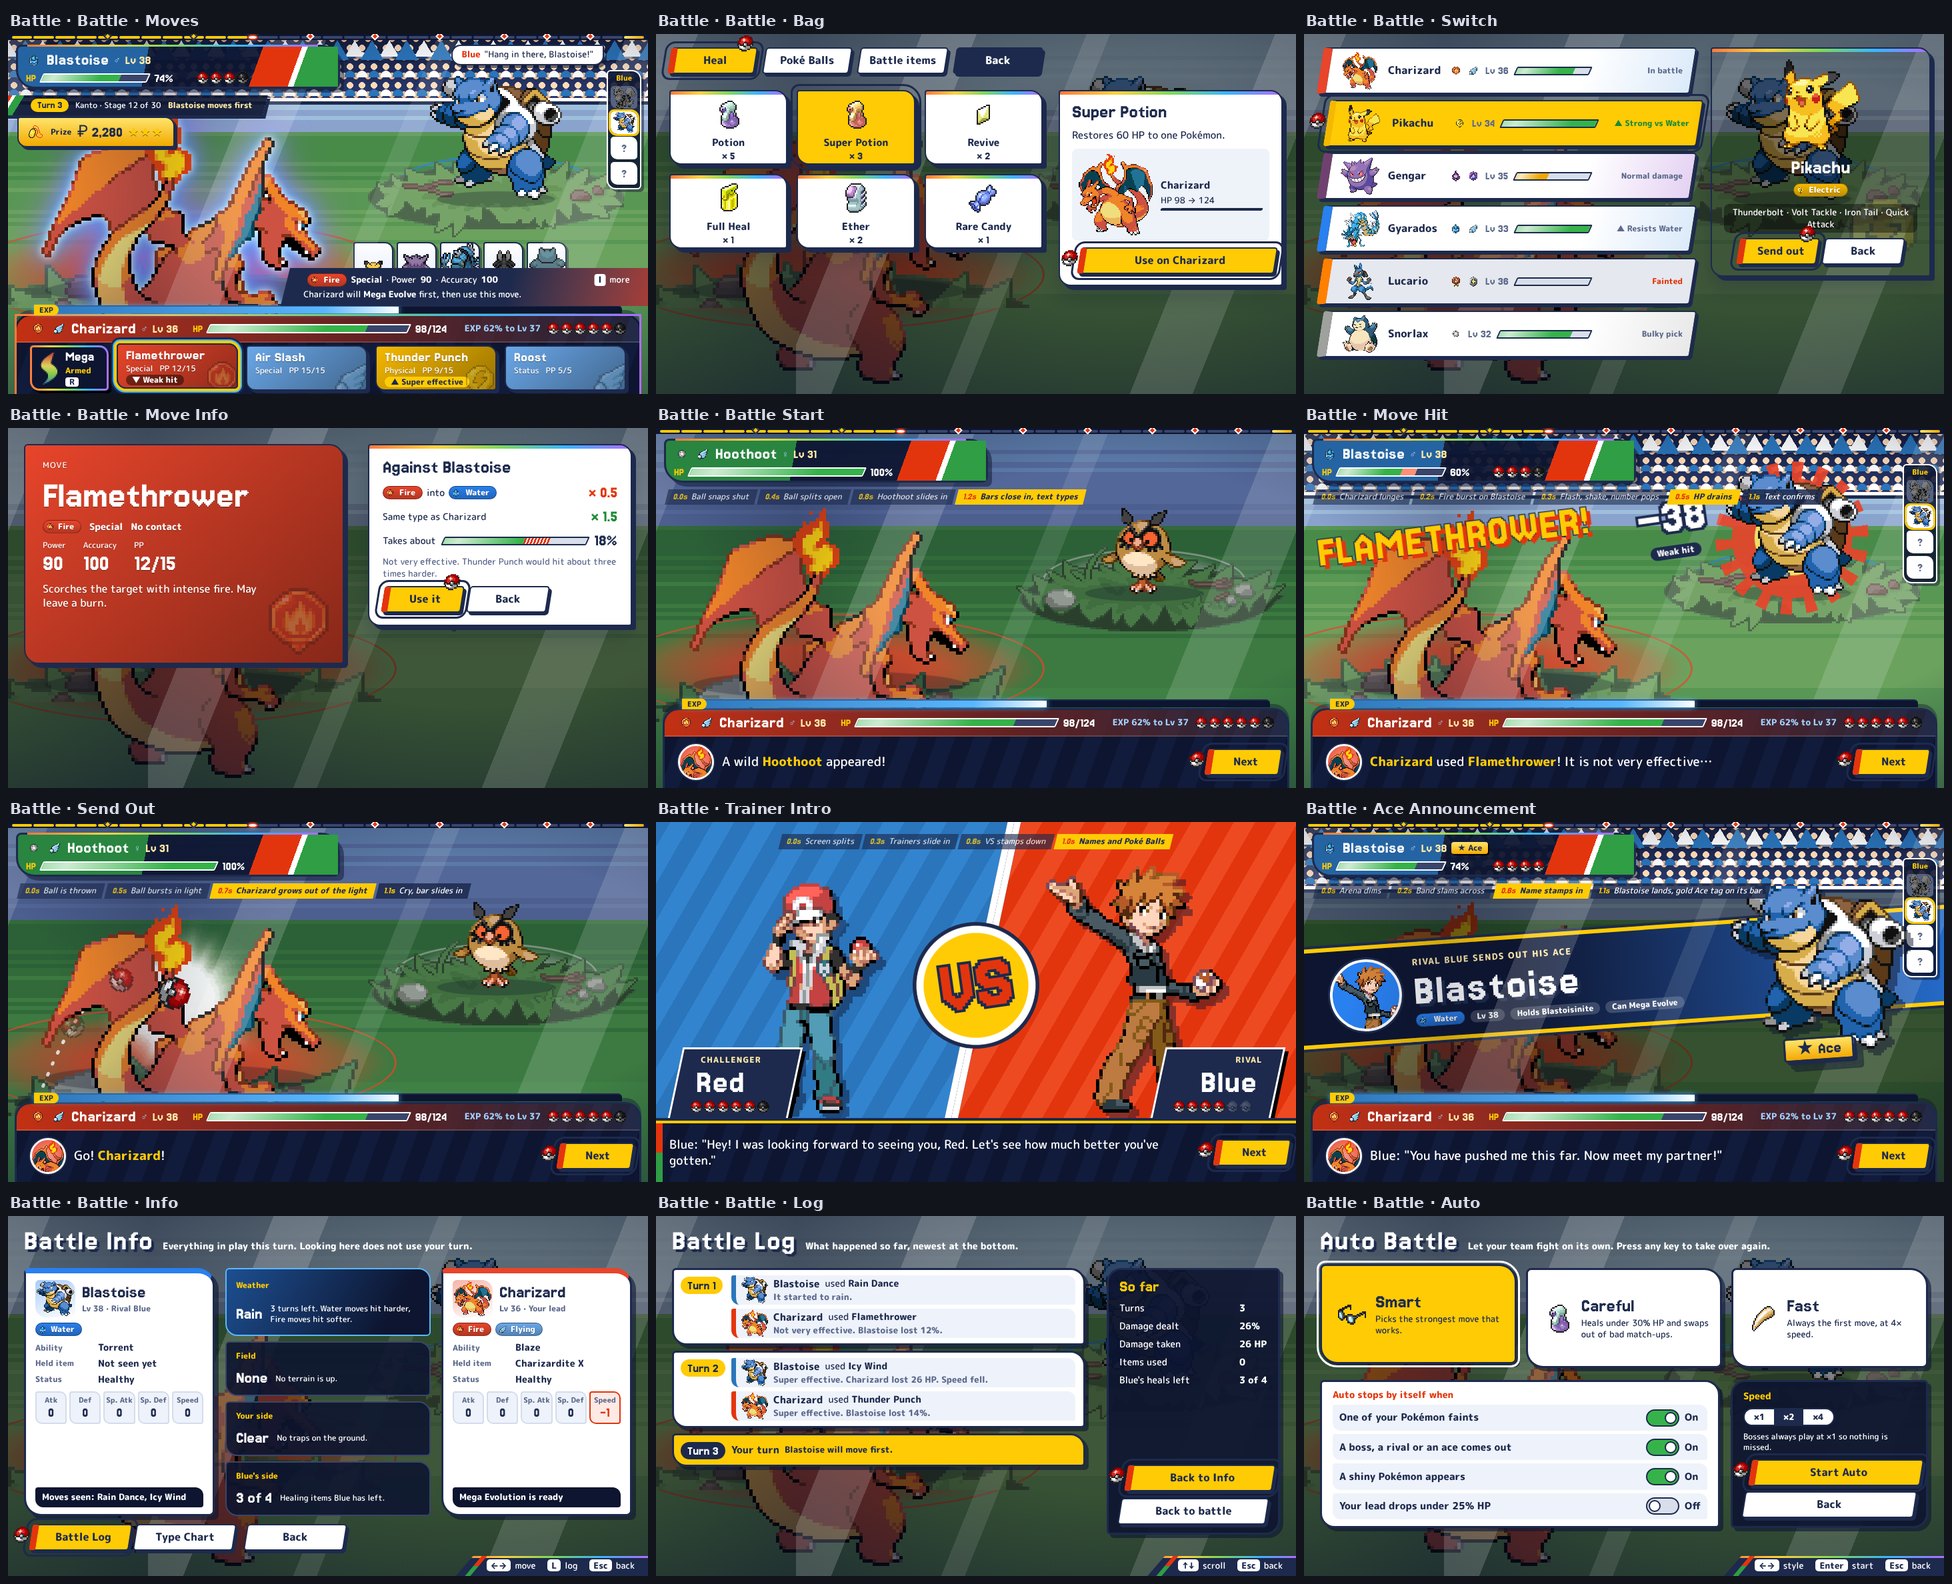 Battle · Battle · Moves
Blastoise ♂ Lv 38
HP 74%
Blue "Hang in there, Blastoise!"
Blue
Turn 3 Kanto · Stage 12 of 30 Blastoise moves first
Prize ₽ 2,280
?
?
Fire Special · Power 90 · Accuracy 100
I more
Charizard will Mega Evolve first, then use this move.
EXP
Charizard ♂ Lv 36 HP 98/124 EXP 62% to Lv 37
Mega
Armed
R
Flamethrower
Special PP 12/15
▼ Weak hit
Air Slash
Special PP 15/15
Thunder Punch
Physical PP 9/15
▲ Super effective
Roost
Status PP 5/5
Battle · Battle · Bag
Heal
Poké Balls
Battle items
Back
Potion
× 5
Super Potion
× 3
Revive
× 2
Full Heal
× 1
Ether
× 2
Rare Candy
× 1
Super Potion
Restores 60 HP to one Pokémon.
Charizard
HP 98 → 124
Use on Charizard
Battle · Battle · Switch
Charizard Lv 36 In battle
Pikachu Lv 34 ▲ Strong vs Water
Gengar Lv 35 Normal damage
Gyarados Lv 33 ▲ Resists Water
Lucario Lv 36 Fainted
Snorlax Lv 32 Bulky pick
Pikachu
Electric
Thunderbolt · Volt Tackle · Iron Tail · Quick
Attack
Send out
Back
Battle · Battle · Move Info
MOVE
Flamethrower
Fire Special No contact
Power Accuracy PP
90 100 12/15
Scorches the target with intense fire. May
leave a burn.
Against Blastoise
Fire into Water × 0.5
Same type as Charizard × 1.5
Takes about 18%
Not very effective. Thunder Punch would hit about three
times harder.
Use it
Back
Battle · Battle Start
Hoothoot ♀ Lv 31
HP 100%
0.0s Ball snaps shut
0.4s Ball splits open
0.8s Hoothoot slides in
1.2s Bars close in, text types
EXP
Charizard ♂ Lv 36 HP 98/124 EXP 62% to Lv 37
A wild Hoothoot appeared!
Next
Battle · Move Hit
Blastoise ♂ Lv 38
HP 60%
Blue
0.0s Charizard lunges
0.2s Fire burst on Blastoise
0.3s Flash, shake, number pops
0.5s HP drains
1.1s Text confirms
FLAMETHROWER!
-38
Weak hit
?
?
EXP
Charizard ♂ Lv 36 HP 98/124 EXP 62% to Lv 37
Charizard used Flamethrower! It is not very effective…
Next
Battle · Send Out
Hoothoot ♀ Lv 31
HP 100%
0.0s Ball is thrown
0.5s Ball bursts in light
0.7s Charizard grows out of the light
1.1s Cry, bar slides in
EXP
Charizard ♂ Lv 36 HP 98/124 EXP 62% to Lv 37
Go! Charizard!
Next
Battle · Trainer Intro
0.0s Screen splits
0.3s Trainers slide in
0.8s VS stamps down
1.0s Names and Poké Balls
VS
CHALLENGER
Red
RIVAL
Blue
Blue: "Hey! I was looking forward to seeing you, Red. Let's see how much better you've
gotten."
Next
Battle · Ace Announcement
Blastoise ♂ Lv 38 ★ Ace
HP 74%
Blue
0.0s Arena dims
0.2s Band slams across
0.8s Name stamps in
1.1s Blastoise lands, gold Ace tag on its bar
RIVAL BLUE SENDS OUT HIS ACE
Blastoise
Water Lv 38 Holds Blastoisinite Can Mega Evolve
?
?
★ Ace
EXP
Charizard ♂ Lv 36 HP 98/124 EXP 62% to Lv 37
Blue: "You have pushed me this far. Now meet my partner!"
Next
Battle · Battle · Info
Battle Info Everything in play this turn. Looking here does not use your turn.
Blastoise
Lv 38 · Rival Blue
Water
Ability Torrent
Held item Not seen yet
Status Healthy
Atk Def Sp. Atk Sp. Def Speed
0 0 0 0 0
Moves seen: Rain Dance, Icy Wind
Weather
Rain 3 turns left. Water moves hit harder,
Fire moves hit softer.
Field
None No terrain is up.
Your side
Clear No traps on the ground.
Blue's side
3 of 4 Healing items Blue has left.
Charizard
Lv 36 · Your lead
Fire Flying
Ability Blaze
Held item Charizardite X
Status Healthy
Atk Def Sp. Atk Sp. Def Speed
0 0 0 0 -1
Mega Evolution is ready
Battle Log
Type Chart
Back
←→ move L log Esc back
Battle · Battle · Log
Battle Log What happened so far, newest at the bottom.
Turn 1
Blastoise used Rain Dance
It started to rain.
Charizard used Flamethrower
Not very effective. Blastoise lost 12%.
Turn 2
Blastoise used Icy Wind
Super effective. Charizard lost 26 HP. Speed fell.
Charizard used Thunder Punch
Super effective. Blastoise lost 14%.
Turn 3 Your turn Blastoise will move first.
So far
Turns 3
Damage dealt 26%
Damage taken 26 HP
Items used 0
Blue's heals left 3 of 4
Back to Info
Back to battle
↑↓ scroll Esc back
Battle · Battle · Auto
Auto Battle Let your team fight on its own. Press any key to take over again.
Smart
Picks the strongest move that
works.
Careful
Heals under 30% HP and swaps
out of bad match-ups.
Fast
Always the first move, at 4×
speed.
Auto stops by itself when
One of your Pokémon faints On
A boss, a rival or an ace comes out On
A shiny Pokémon appears On
Your lead drops under 25% HP Off
Speed
×1 ×2 ×4
Bosses always play at ×1 so nothing is
missed.
Start Auto
Back
←→ style Enter start Esc back